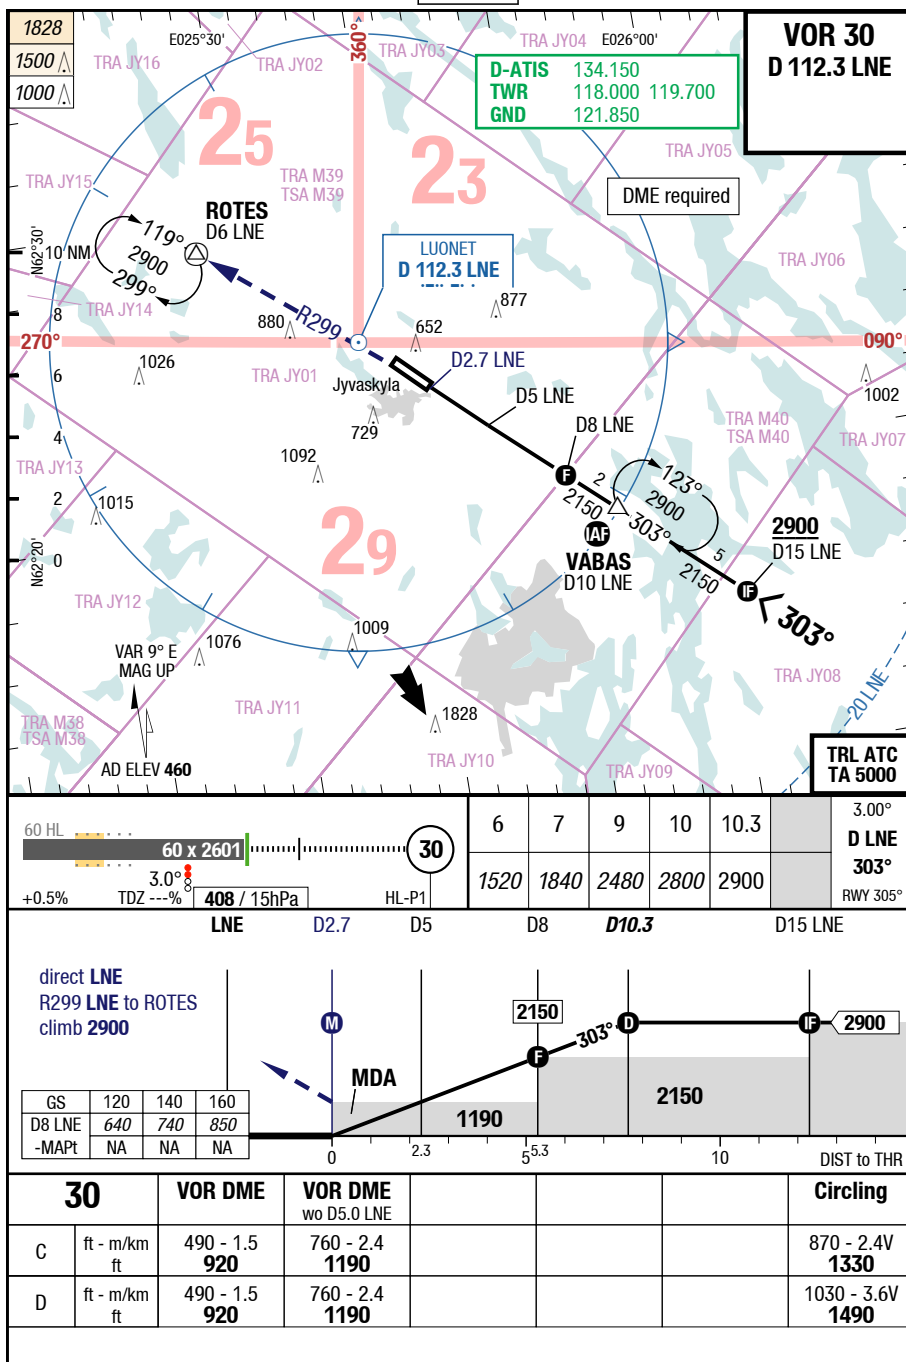 1828
1500
1000
E025°30'
360°
E026°00'
VOR 30
D 112.3 LNE
TRA JY16
TRA JY02
TRA JY03
TRA JY04
D-ATIS 134.150
TWR 118.000 119.700
GND 121.850
25
23
TRA JY05
TRA JY15
TRA M39
TSA M39
DME required
ROTES
D6 LNE
119°
2900
299°
N62°30'
10 NM
LUONET
D 112.3 LNE
TRA JY06
TRA JY14
877
8
R299
880
652
270°
090°
D2.7 LNE
1026
6
TRA JY01
Jyvaskyla
D5 LNE
1002
TRA M40
TSA M40
TRA JY07
729
D8 LNE
4
TRA JY13
1092
F
2
2150
123°
2900
2
1015
303°
IAF
VABAS
D10 LNE
5
2150
2900
D15 LNE
IF
303°
29
N62°20'
0
TRA JY12
1009
1076
VAR 9° E
MAG UP
TRA JY08
20 LNE
TRA M38
TSA M38
TRA JY11
1828
TRA JY10
TRA JY09
AD ELEV 460
TRL ATC
TA 5000
60 HL
60 x 2601
30
3.0°
+0.5%
TDZ ---%
408 / 15hPa
HL-P1
6 7 9 10 10.3
1520 1840 2480 2800 2900
3.00°
D LNE
303°
RWY 305°
LNE D2.7 D5 D8 D10.3 D15 LNE
direct LNE
R299 LNE to ROTES
climb 2900
M
2150
F
303°
D
IF
2900
MDA
1190
2150
GS 120 140 160
D8 LNE 640 740 850
-MAPt NA NA NA
0 2.3 5 5.3 10 DIST to THR
30 VOR DME VOR DME Circling
wo D5.0 LNE
C ft - m/km 490 - 1.5 760 - 2.4 870 - 2.4V
ft 920 1190 1330
D ft - m/km 490 - 1.5 760 - 2.4 1030 - 3.6V
ft 920 1190 1490